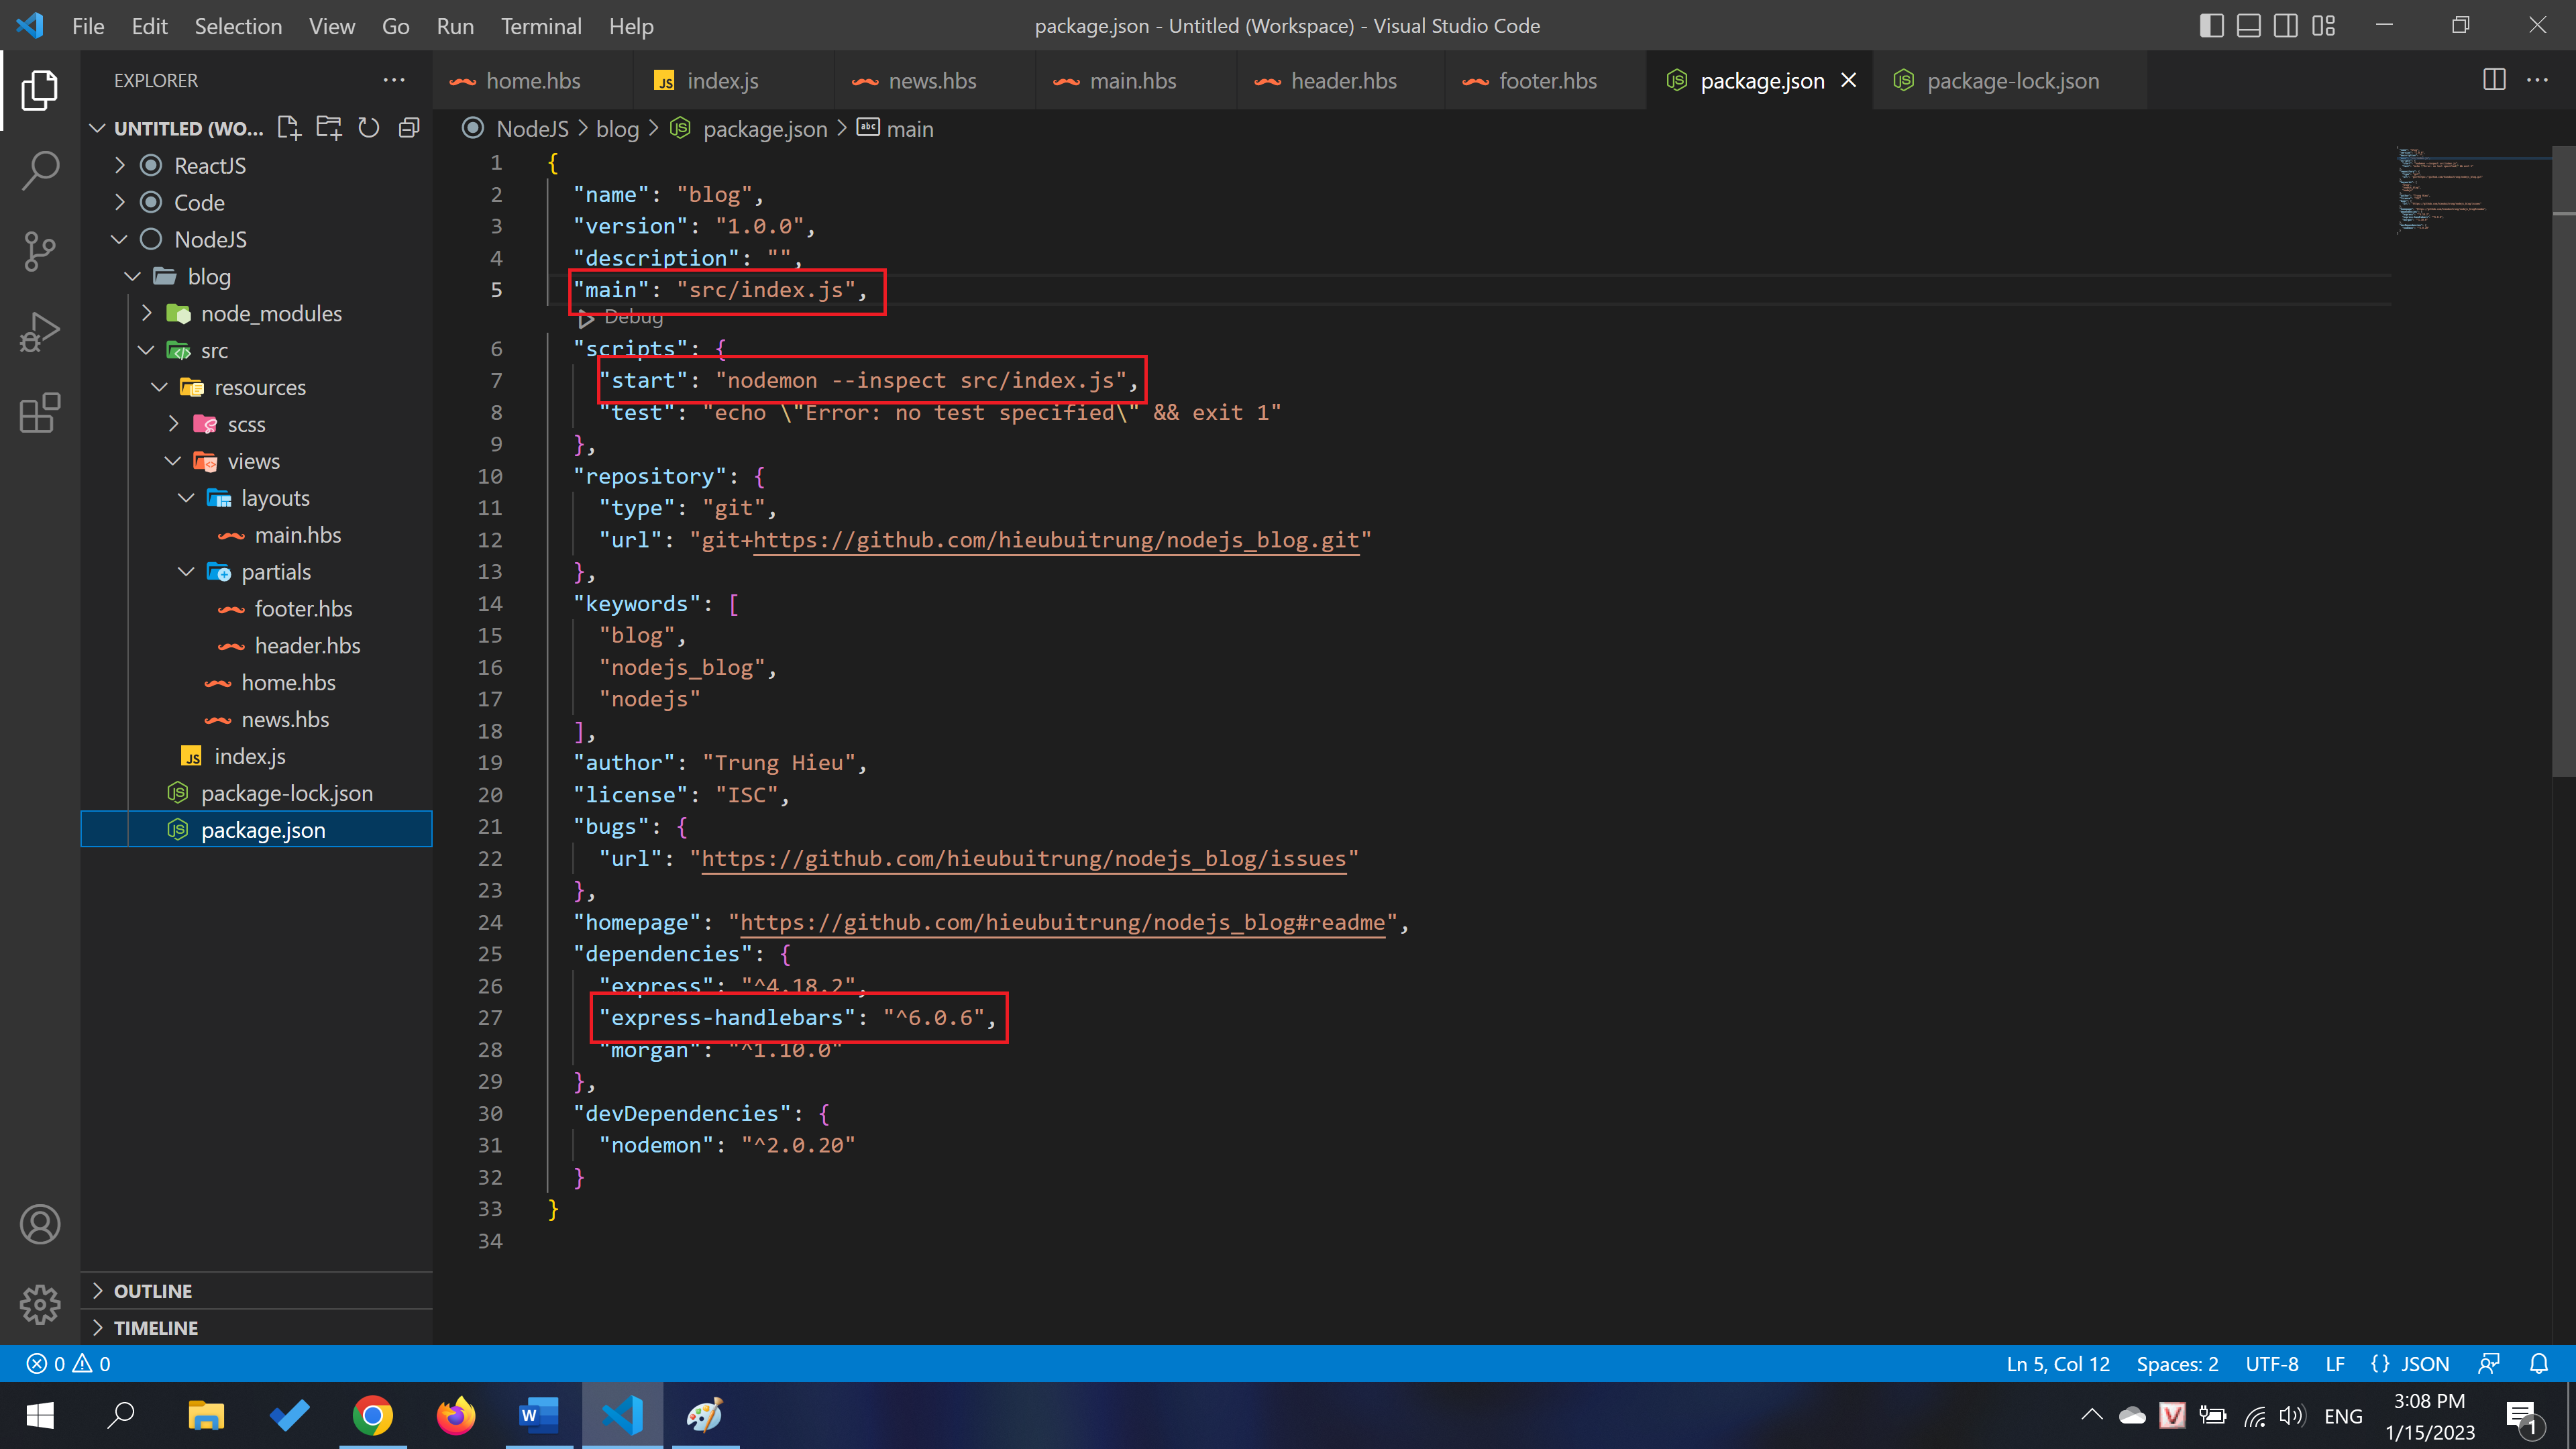 File Edit Selection View Go Run Terminal Help
package.json - Untitled (Workspace) - Visual Studio Code
EXPLORER
UNTITLED (WO...
ReactJS
Code
NodeJS
blog
node_modules
src
resources
scss
views
layouts
main.hbs
partials
footer.hbs
header.hbs
home.hbs
news.hbs
index.js
package-lock.json
package.json
OUTLINE
TIMELINE
home.hbs index.js news.hbs main.hbs header.hbs footer.hbs package.json package-lock.json
NodeJS > blog > package.json > main
1 {
2 "name": "blog",
3 "version": "1.0.0",
4 "description": "",
5 "main": "src/index.js",
Debug
6 "scripts": {
7 "start": "nodemon --inspect src/index.js",
8 "test": "echo \"Error: no test specified\" && exit 1"
9 },
10 "repository": {
11 "type": "git",
12 "url": "git+https://github.com/hieubuitrung/nodejs_blog.git"
13 },
14 "keywords": [
15 "blog",
16 "nodejs_blog",
17 "nodejs"
18 ],
19 "author": "Trung Hieu",
20 "license": "ISC",
21 "bugs": {
22 "url": "https://github.com/hieubuitrung/nodejs_blog/issues"
23 },
24 "homepage": "https://github.com/hieubuitrung/nodejs_blog#readme",
25 "dependencies": {
26 "express": "^4.18.2",
27 "express-handlebars": "^6.0.6",
28 "morgan": "^1.10.0"
29 },
30 "devDependencies": {
31 "nodemon": "^2.0.20"
32 }
33 }
34
0 0
Ln 5, Col 12 Spaces: 2 UTF-8 LF {} JSON
ENG
3:08 PM
1/15/2023
1